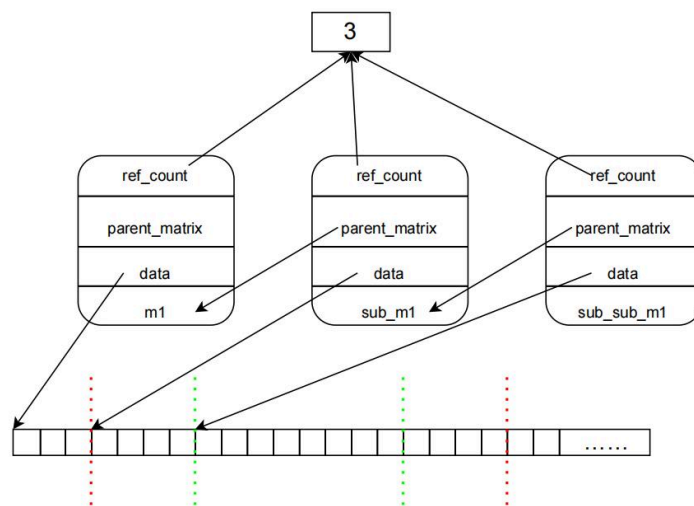 3
ref_count ref_count ref_count
parent_matrix parent_matrix parent_matrix
data data data
m1 sub_m1 sub_sub_m1
......